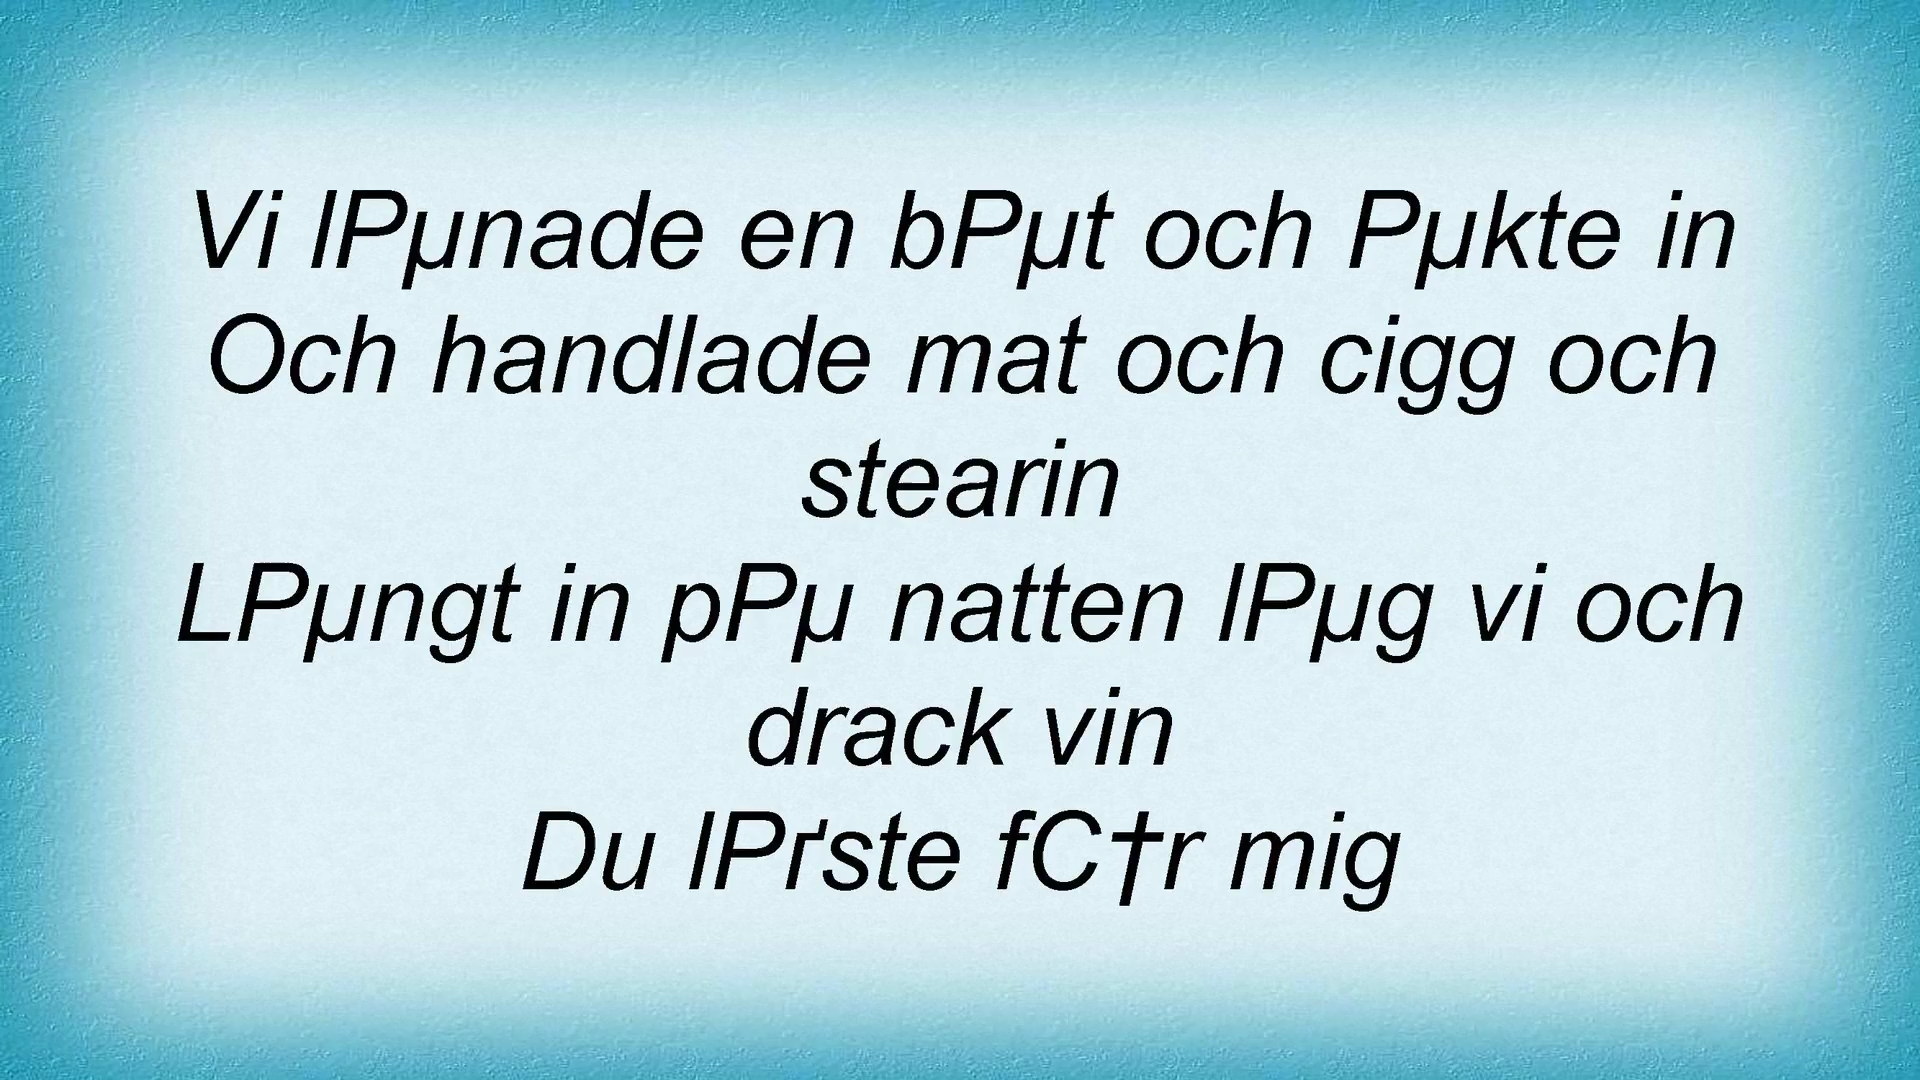 Vi lPµnade en bPµt och Pµkte in
Och handlade mat och cigg och
stearin
LPµngt in pPµ natten lPµg vi och
drack vin
Du lPґste fC†r mig